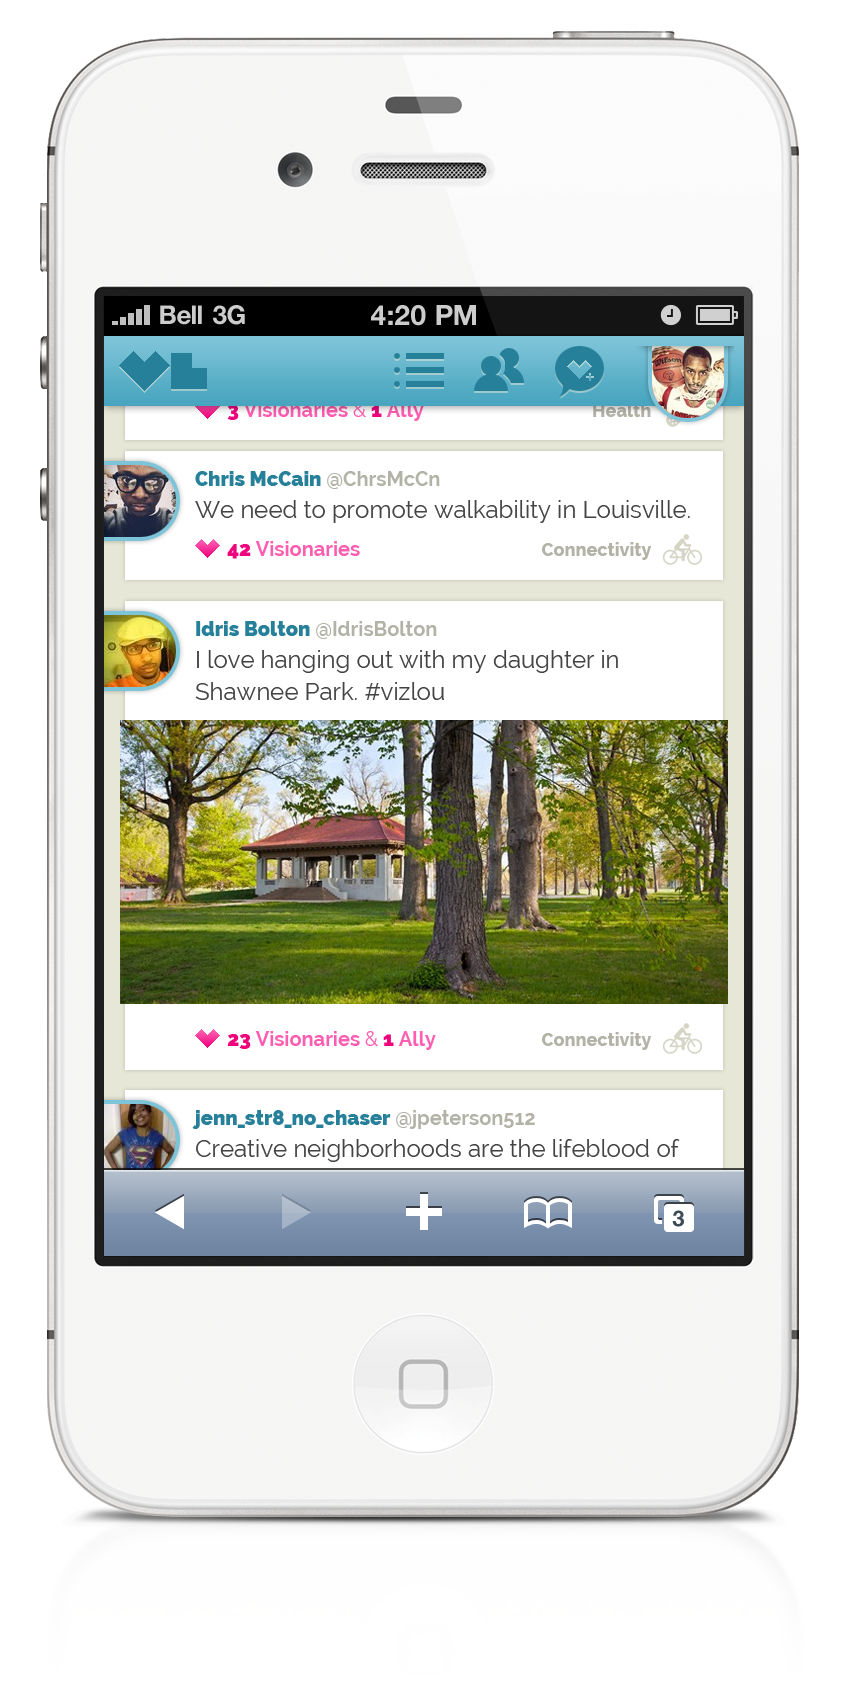 Bell 3G 4:20 PM
3 Visionaries & 1 Ally Health
Chris McCain @ChrsMcCn
We need to promote walkability in Louisville.
42 Visionaries Connectivity
Idris Bolton @IdrisBolton
I love hanging out with my daughter in
Shawnee Park. #vizlou
23 Visionaries & 1 Ally Connectivity
jenn_str8_no_chaser @jpeterson512
Creative neighborhoods are the lifeblood of
3